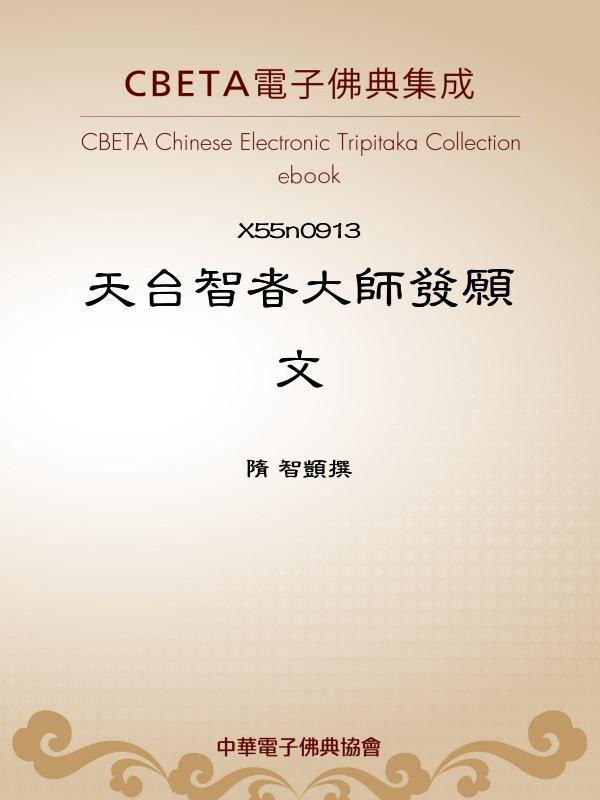 CBETA電子佛典集成
CBETA Chinese Electronic Tripitaka Collection
ebook
X55n0913
天台智者大師發願
文
隋 智顗撰
中華電子佛典協會